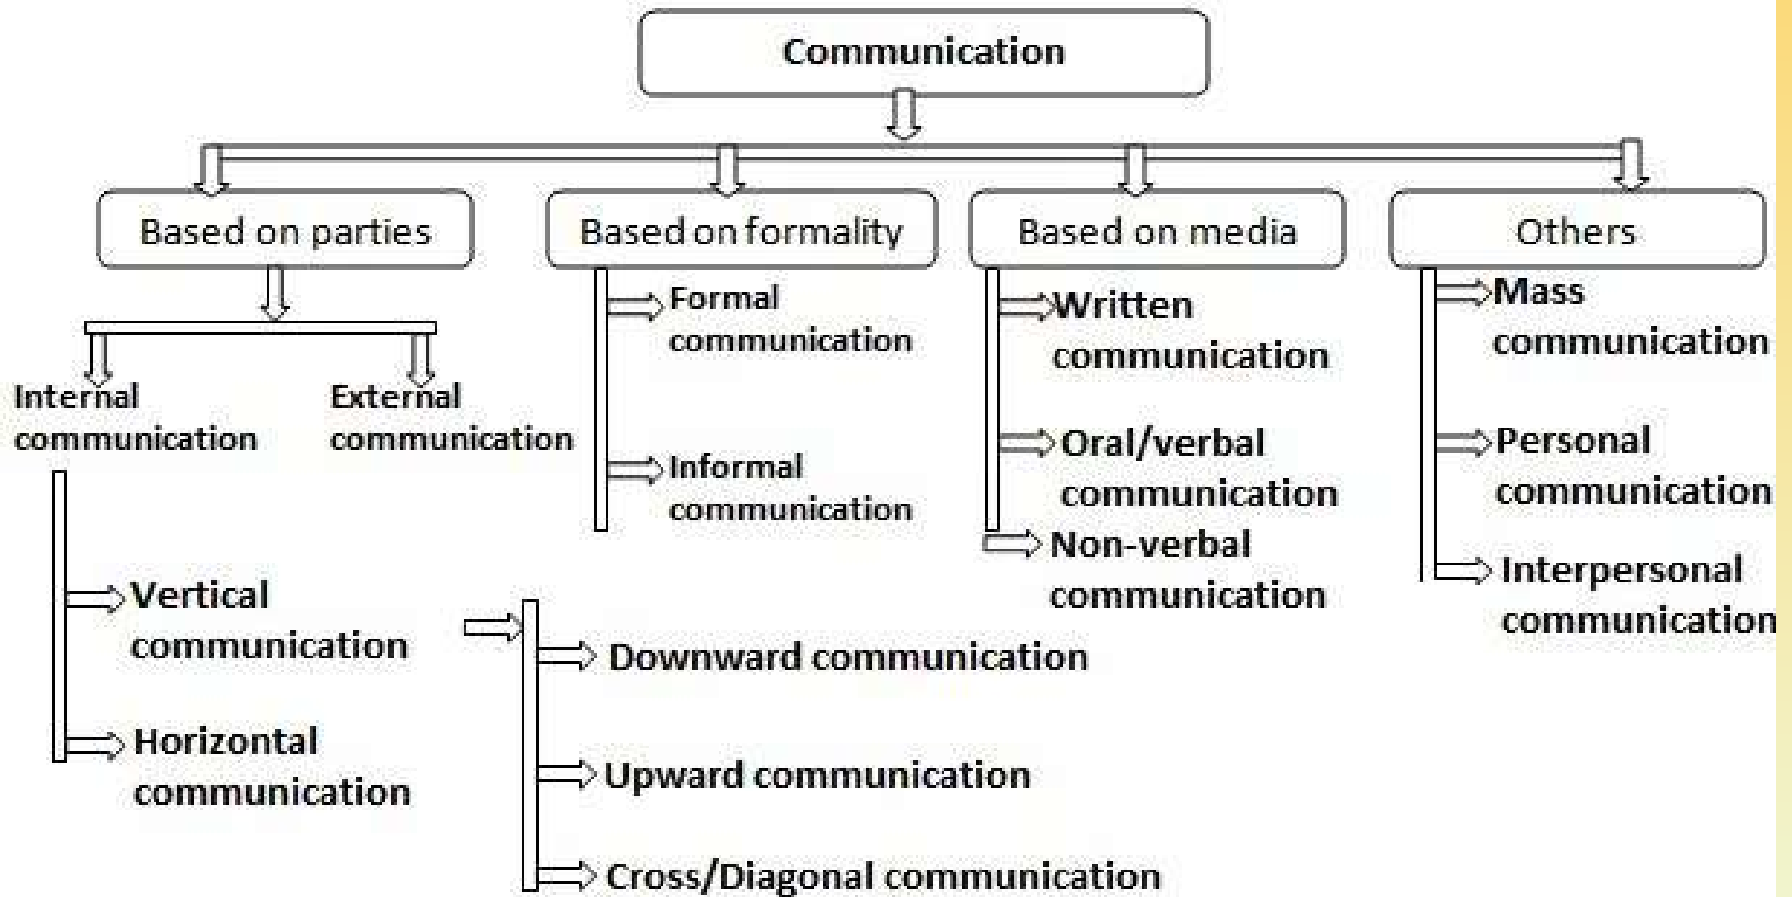 Communication
Based on parties
Based on formality
Based on media
Others
Internal
communication
External
communication
Vertical
communication
Horizontal
communication
Downward communication
Upward communication
Cross/Diagonal communication
Formal
communication
Informal
communication
Written
communication
Oral/verbal
communication
Non-verbal
communication
Mass
communication
Personal
communication
Interpersonal
communication